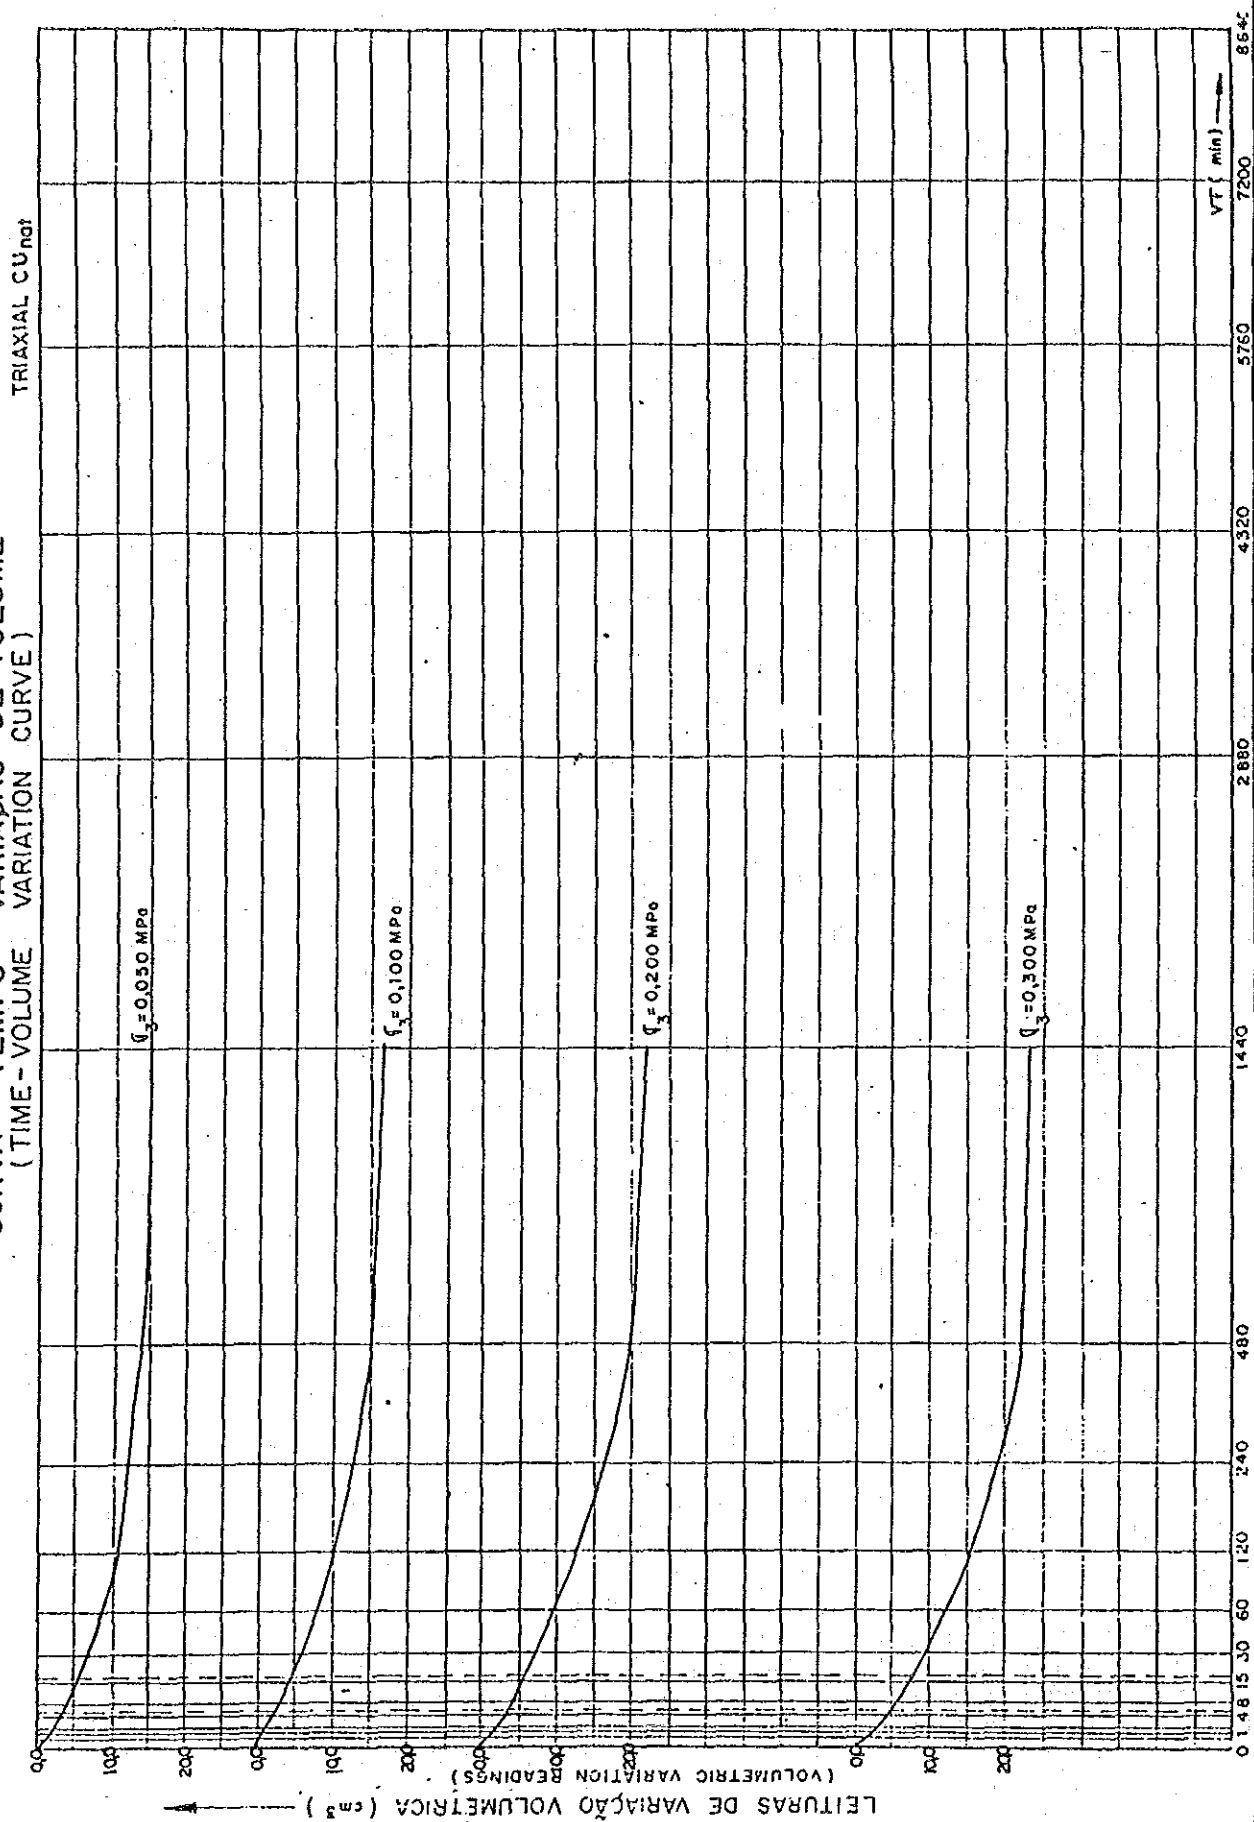 (TIME-VOLUME VARIATION CURVE)
TRIAXIAL CUnat
LEITURAS DE VARIAÇÃO VOLUMETRICA (cm³)
(VOLUMETRIC VARIATION READINGS)
0,0
10,0
20,0
σ3=0,050 MPa
0,0
10,0
20,0
σ3=0,100 MPa
0,0
10,0
20,0
σ3=0,200 MPa
0,0
10,0
20,0
σ3=0,300 MPa
√T (min)
0 1 4 8 15 30 60 120 240 480 1440 2880 4320 5760 7200 8640